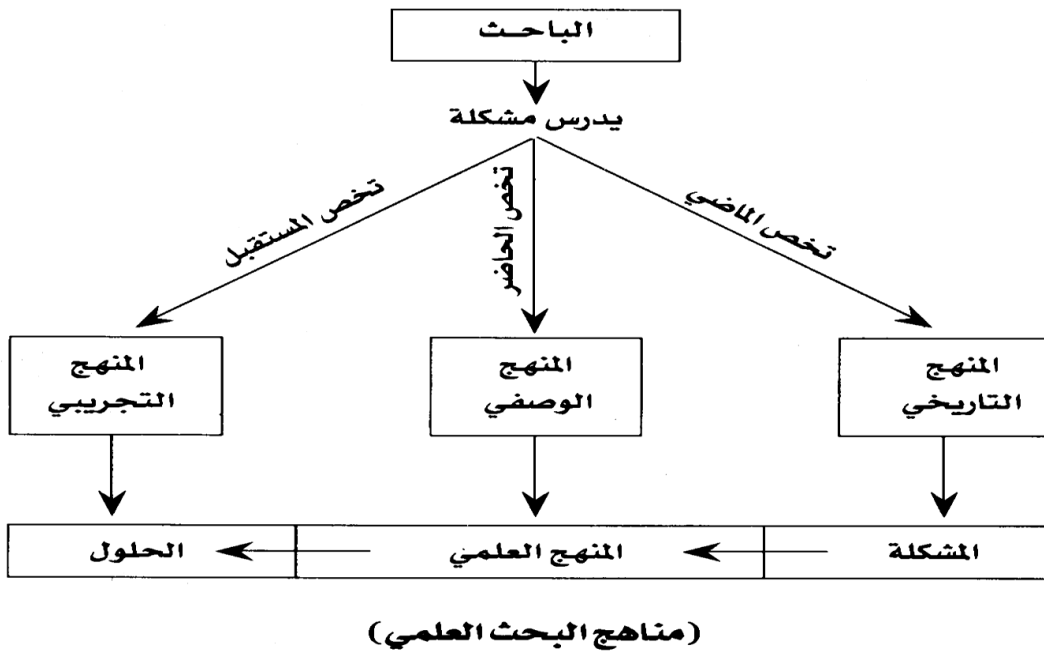 الباحث
يدرس مشكلة
تخص الماضي
تخص الحاضر
تخص المستقبل
المنهج
التاريخي
المنهج
الوصفي
المنهج
التجريبي
المشكلة
المنهج العلمي
الحلول
(مناهج البحث العلمي)